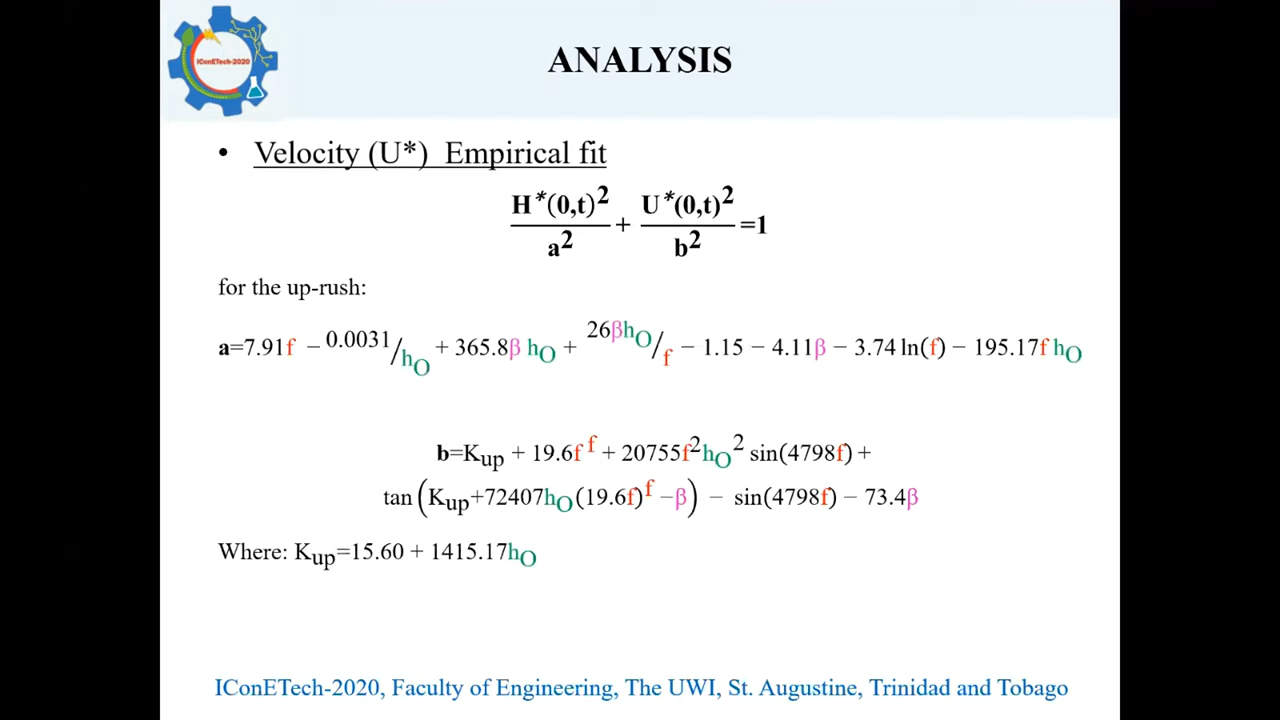 IConETech-2020
ANALYSIS
• Velocity (U*) Empirical fit
H*(0,t)²/a² + U*(0,t)²/b² =1
for the up-rush:
a=7.91f − 0.0031/hO + 365.8β hO + 26βhO/f − 1.15 − 4.11β − 3.74 ln(f) − 195.17f hO
b=Kup + 19.6f^f + 20755f²hO² sin(4798f) +
tan (Kup+72407hO(19.6f)^f −β) − sin(4798f) − 73.4β
Where: Kup=15.60 + 1415.17hO
IConETech-2020, Faculty of Engineering, The UWI, St. Augustine, Trinidad and Tobago